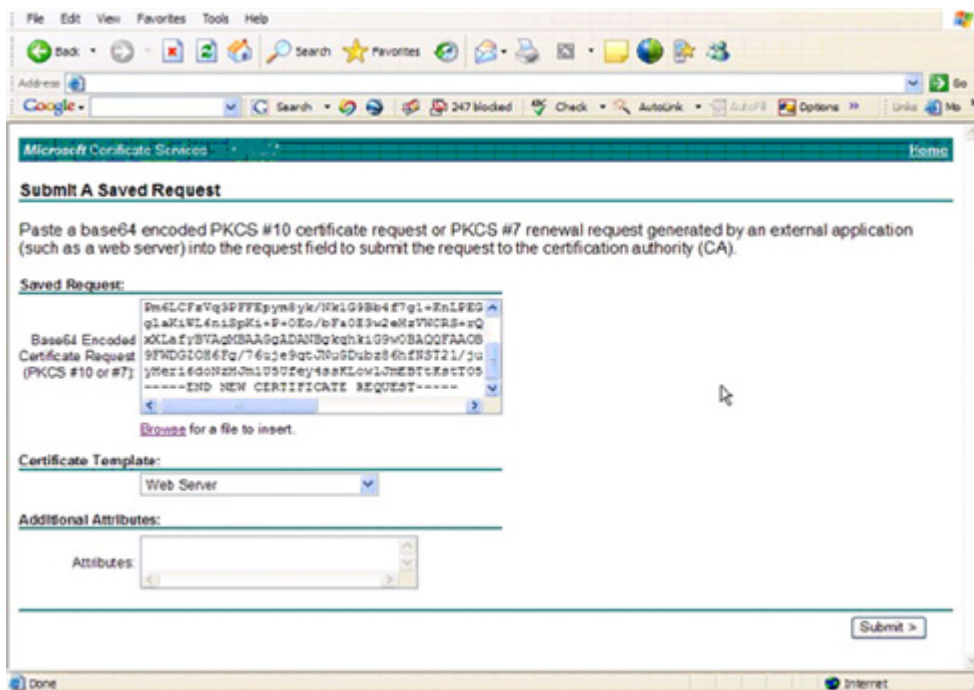 File Edit View Favorites Tools Help
Back Search Favorites
Address Go
Google Search 247 blocked Check AutoLink AutoFill Options Links
Microsoft Certificate Services Home
Submit A Saved Request
Paste a base64 encoded PKCS #10 certificate request or PKCS #7 renewal request generated by an external application
(such as a web server) into the request field to submit the request to the certification authority (CA).
Saved Request:
Base64 Encoded
Certificate Request
(PKCS #10 or #7):
-----END NEW CERTIFICATE REQUEST-----
Browse for a file to insert.
Certificate Template:
Web Server
Additional Attributes:
Attributes:
Submit >
Done Internet